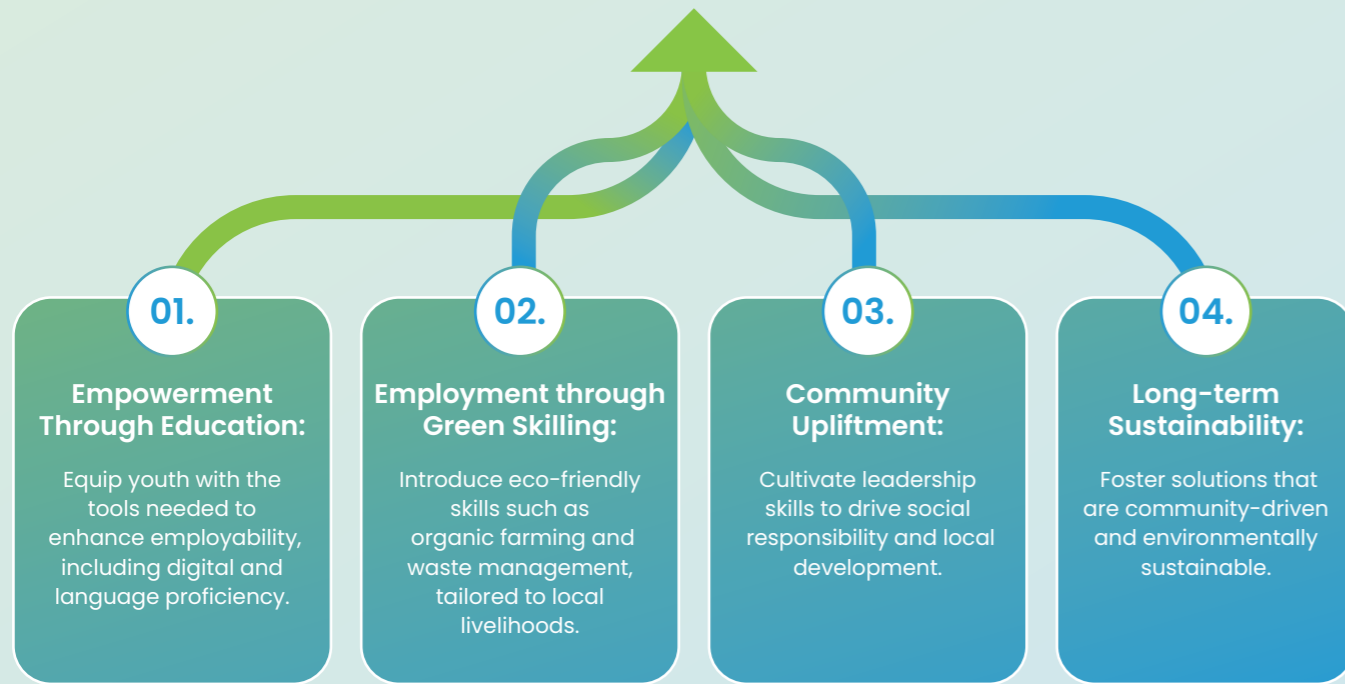 01.
Empowerment
Through Education:
Equip youth with the
tools needed to
enhance employability,
including digital and
language proficiency.
02.
Employment through
Green Skilling:
Introduce eco-friendly
skills such as
organic farming and
waste management,
tailored to local
livelihoods.
03.
Community
Upliftment:
Cultivate leadership
skills to drive social
responsibility and local
development.
04.
Long-term
Sustainability:
Foster solutions that
are community-driven
and environmentally
sustainable.